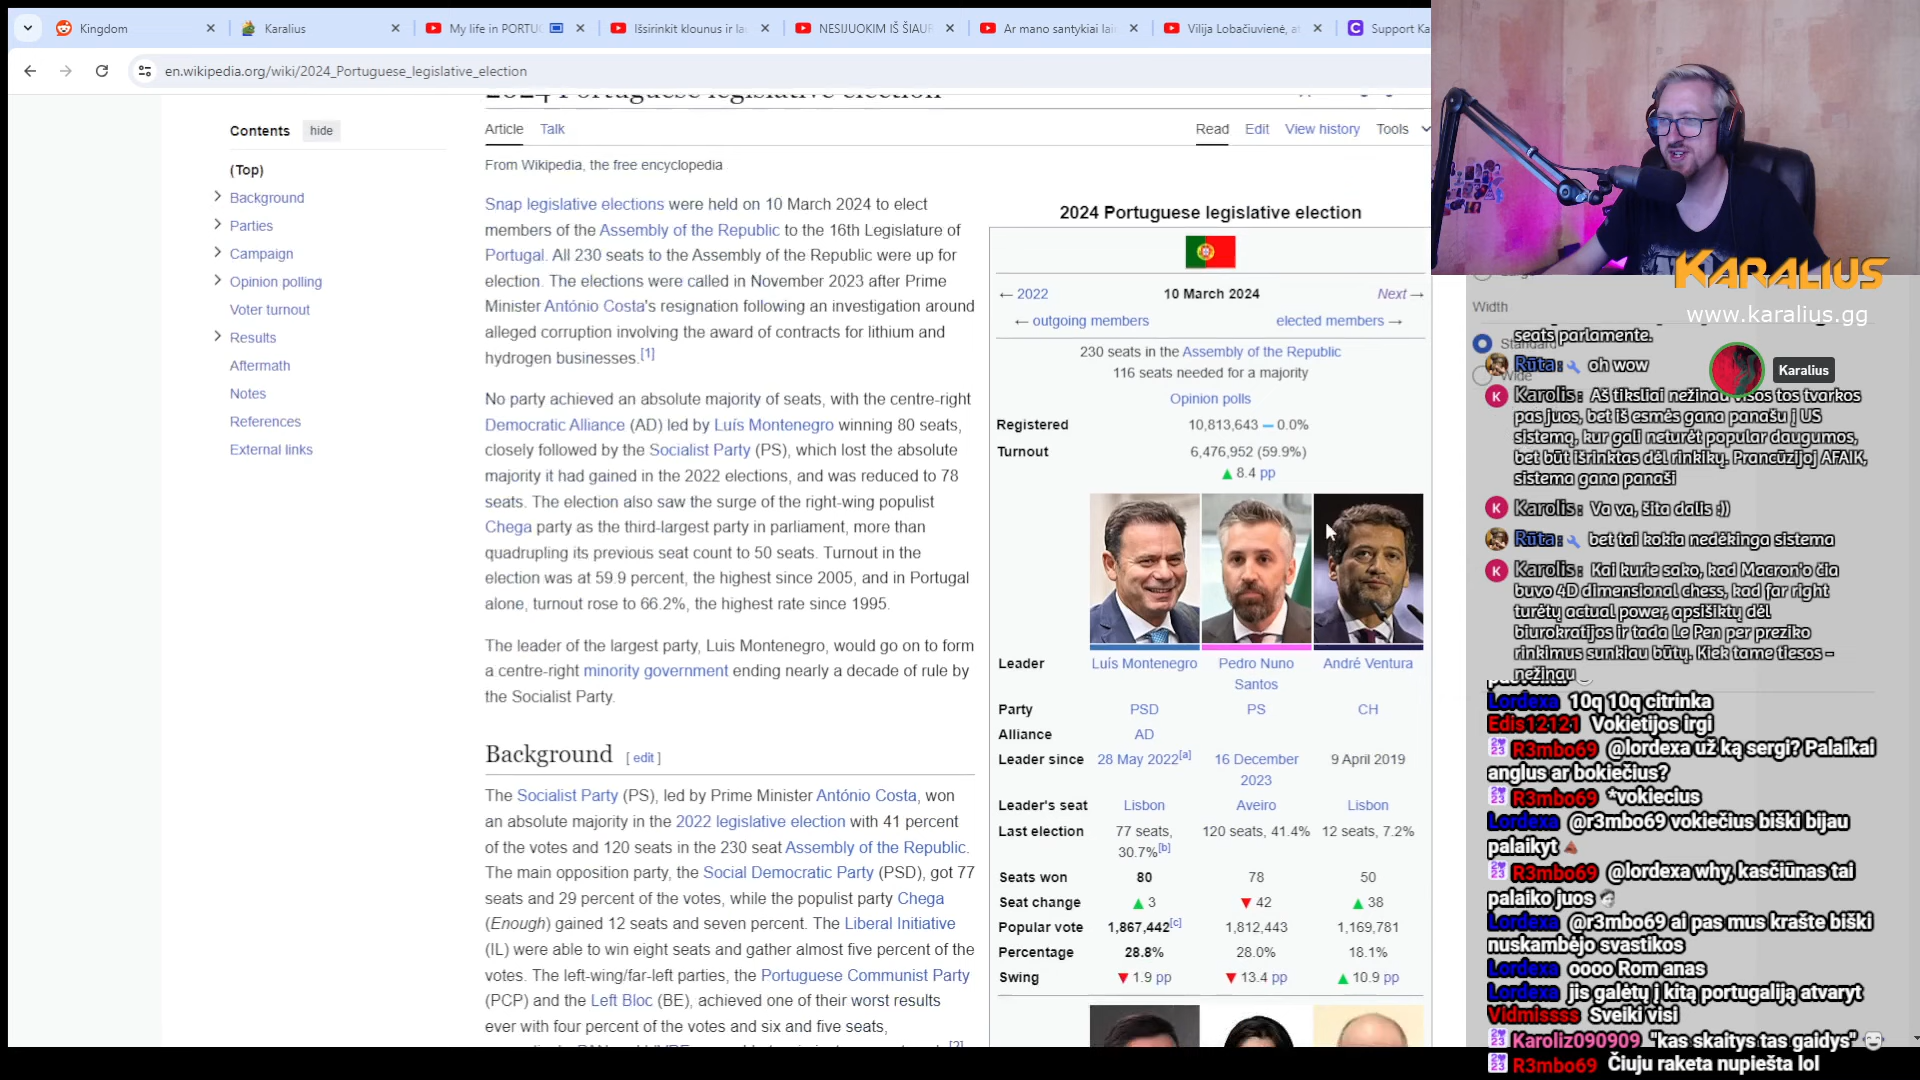 Kingdom
Karalius
My life in PORTUG
Išsirinkit klounus ir la
NESIJUOKIM IŠ ŠIAUR
Ar mano santykiai lai
Vilija Lobačiuvienė, a
Support Ka
en.wikipedia.org/wiki/2024_Portuguese_legislative_election
2024 Portuguese legislative election
Contents hide
(Top)
Background
Parties
Campaign
Opinion polling
Voter turnout
Results
Aftermath
Notes
References
External links
Article Talk
Read Edit View history Tools
From Wikipedia, the free encyclopedia
Snap legislative elections were held on 10 March 2024 to elect
members of the Assembly of the Republic to the 16th Legislature of
Portugal. All 230 seats to the Assembly of the Republic were up for
election. The elections were called in November 2023 after Prime
Minister António Costa's resignation following an investigation around
alleged corruption involving the award of contracts for lithium and
hydrogen businesses.[1]
No party achieved an absolute majority of seats, with the centre-right
Democratic Alliance (AD) led by Luís Montenegro winning 80 seats,
closely followed by the Socialist Party (PS), which lost the absolute
majority it had gained in the 2022 elections, and was reduced to 78
seats. The election also saw the surge of the right-wing populist
Chega party as the third-largest party in parliament, more than
quadrupling its previous seat count to 50 seats. Turnout in the
election was at 59.9 percent, the highest since 2005, and in Portugal
alone, turnout rose to 66.2%, the highest rate since 1995.
The leader of the largest party, Luis Montenegro, would go on to form
a centre-right minority government ending nearly a decade of rule by
the Socialist Party.
Background [ edit ]
The Socialist Party (PS), led by Prime Minister António Costa, won
an absolute majority in the 2022 legislative election with 41 percent
of the votes and 120 seats in the 230 seat Assembly of the Republic.
The main opposition party, the Social Democratic Party (PSD), got 77
seats and 29 percent of the votes, while the populist party Chega
(Enough) gained 12 seats and seven percent. The Liberal Initiative
(IL) were able to win eight seats and gather almost five percent of the
votes. The left-wing/far-left parties, the Portuguese Communist Party
(PCP) and the Left Bloc (BE), achieved one of their worst results
ever with four percent of the votes and six and five seats,
2024 Portuguese legislative election
← 2022 10 March 2024 Next →
← outgoing members elected members →
230 seats in the Assembly of the Republic
116 seats needed for a majority
Opinion polls
Registered 10,813,643 0.0%
Turnout 6,476,952 (59.9%)
▲ 8.4 pp
Leader Luís Montenegro Pedro Nuno Santos André Ventura
Party PSD PS CH
Alliance AD
Leader since 28 May 2022[a] 16 December 2023 9 April 2019
Leader's seat Lisbon Aveiro Lisbon
Last election 77 seats, 30.7%[b] 120 seats, 41.4% 12 seats, 7.2%
Seats won 80 78 50
Seat change ▲ 3 ▼ 42 ▲ 38
Popular vote 1,867,442[c] 1,812,443 1,169,781
Percentage 28.8% 28.0% 18.1%
Swing ▼ 1.9 pp ▼ 13.4 pp ▲ 10.9 pp
KARALIUS
www.karalius.gg
Width
Standard
Wide
Karalius
seats parlamente.
Rūta: oh wow
Karolis: Aš tiksliai nežinau visos tos tvarkos
pas juos, bet iš esmės gana panašu į US
sistemą, kur gali neturėt popular daugumos,
bet būt išrinktas dėl rinkikų. Prancūzijoj AFAIK,
sistema gana panaši
Karolis: Va va, šita dalis :))
Rūta: bet tai kokia nedėkinga sistema
Karolis: Kai kurie sako, kad Macron'o čia
buvo 4D dimensional chess, kad far right
turėtų actual power, apsišiktų dėl
biurokratijos ir tada Le Pen per preziko
rinkimus sunkiau būtų. Kiek tame tiesos -
nežinau
Lordexa 10q 10q citrinka
Edis12121 Vokietijos irgi
R3mbo69 @lordexa už ką sergi? Palaikai
anglus ar bokiečius?
R3mbo69 *vokiecius
Lordexa @r3mbo69 vokiečius biški bijau
palaikyt
R3mbo69 @lordexa why, kasčiūnas tai
palaiko juos
Lordexa @r3mbo69 ai pas mus krašte biški
nuskambėjo svastikos
Lordexa oooo Rom anas
Lordexa jis galėtų į kitą portugaliją atvaryt
Vidmissss Sveiki visi
Karoliz090909 "kas skaitys tas gaidys"
R3mbo69 Čiuju raketa nupiešta lol